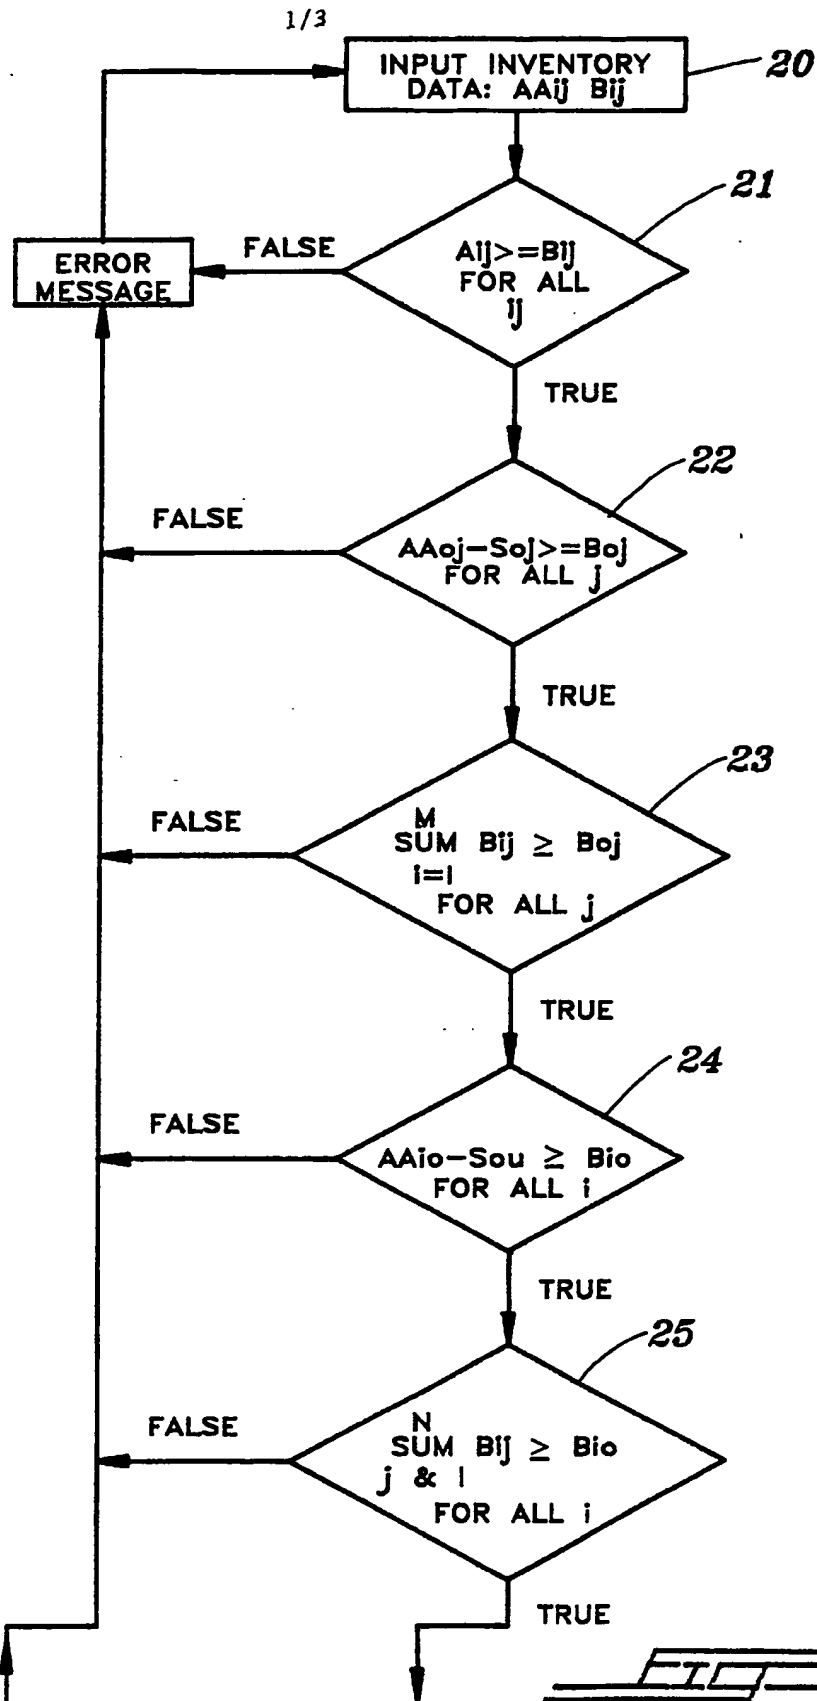 1/3
INPUT INVENTORY
DATA: AAij Bij
20
21
Aij>=Bij
FOR ALL
ij
FALSE
ERROR
MESSAGE
TRUE
22
FALSE
AAoj-Soj>=Boj
FOR ALL j
TRUE
23
FALSE
M
SUM Bij ≥ Boj
i=1
FOR ALL j
TRUE
24
FALSE
AAio-Sou ≥ Bio
FOR ALL i
TRUE
25
FALSE
N
SUM Bij ≥ Bio
j & 1
FOR ALL i
TRUE